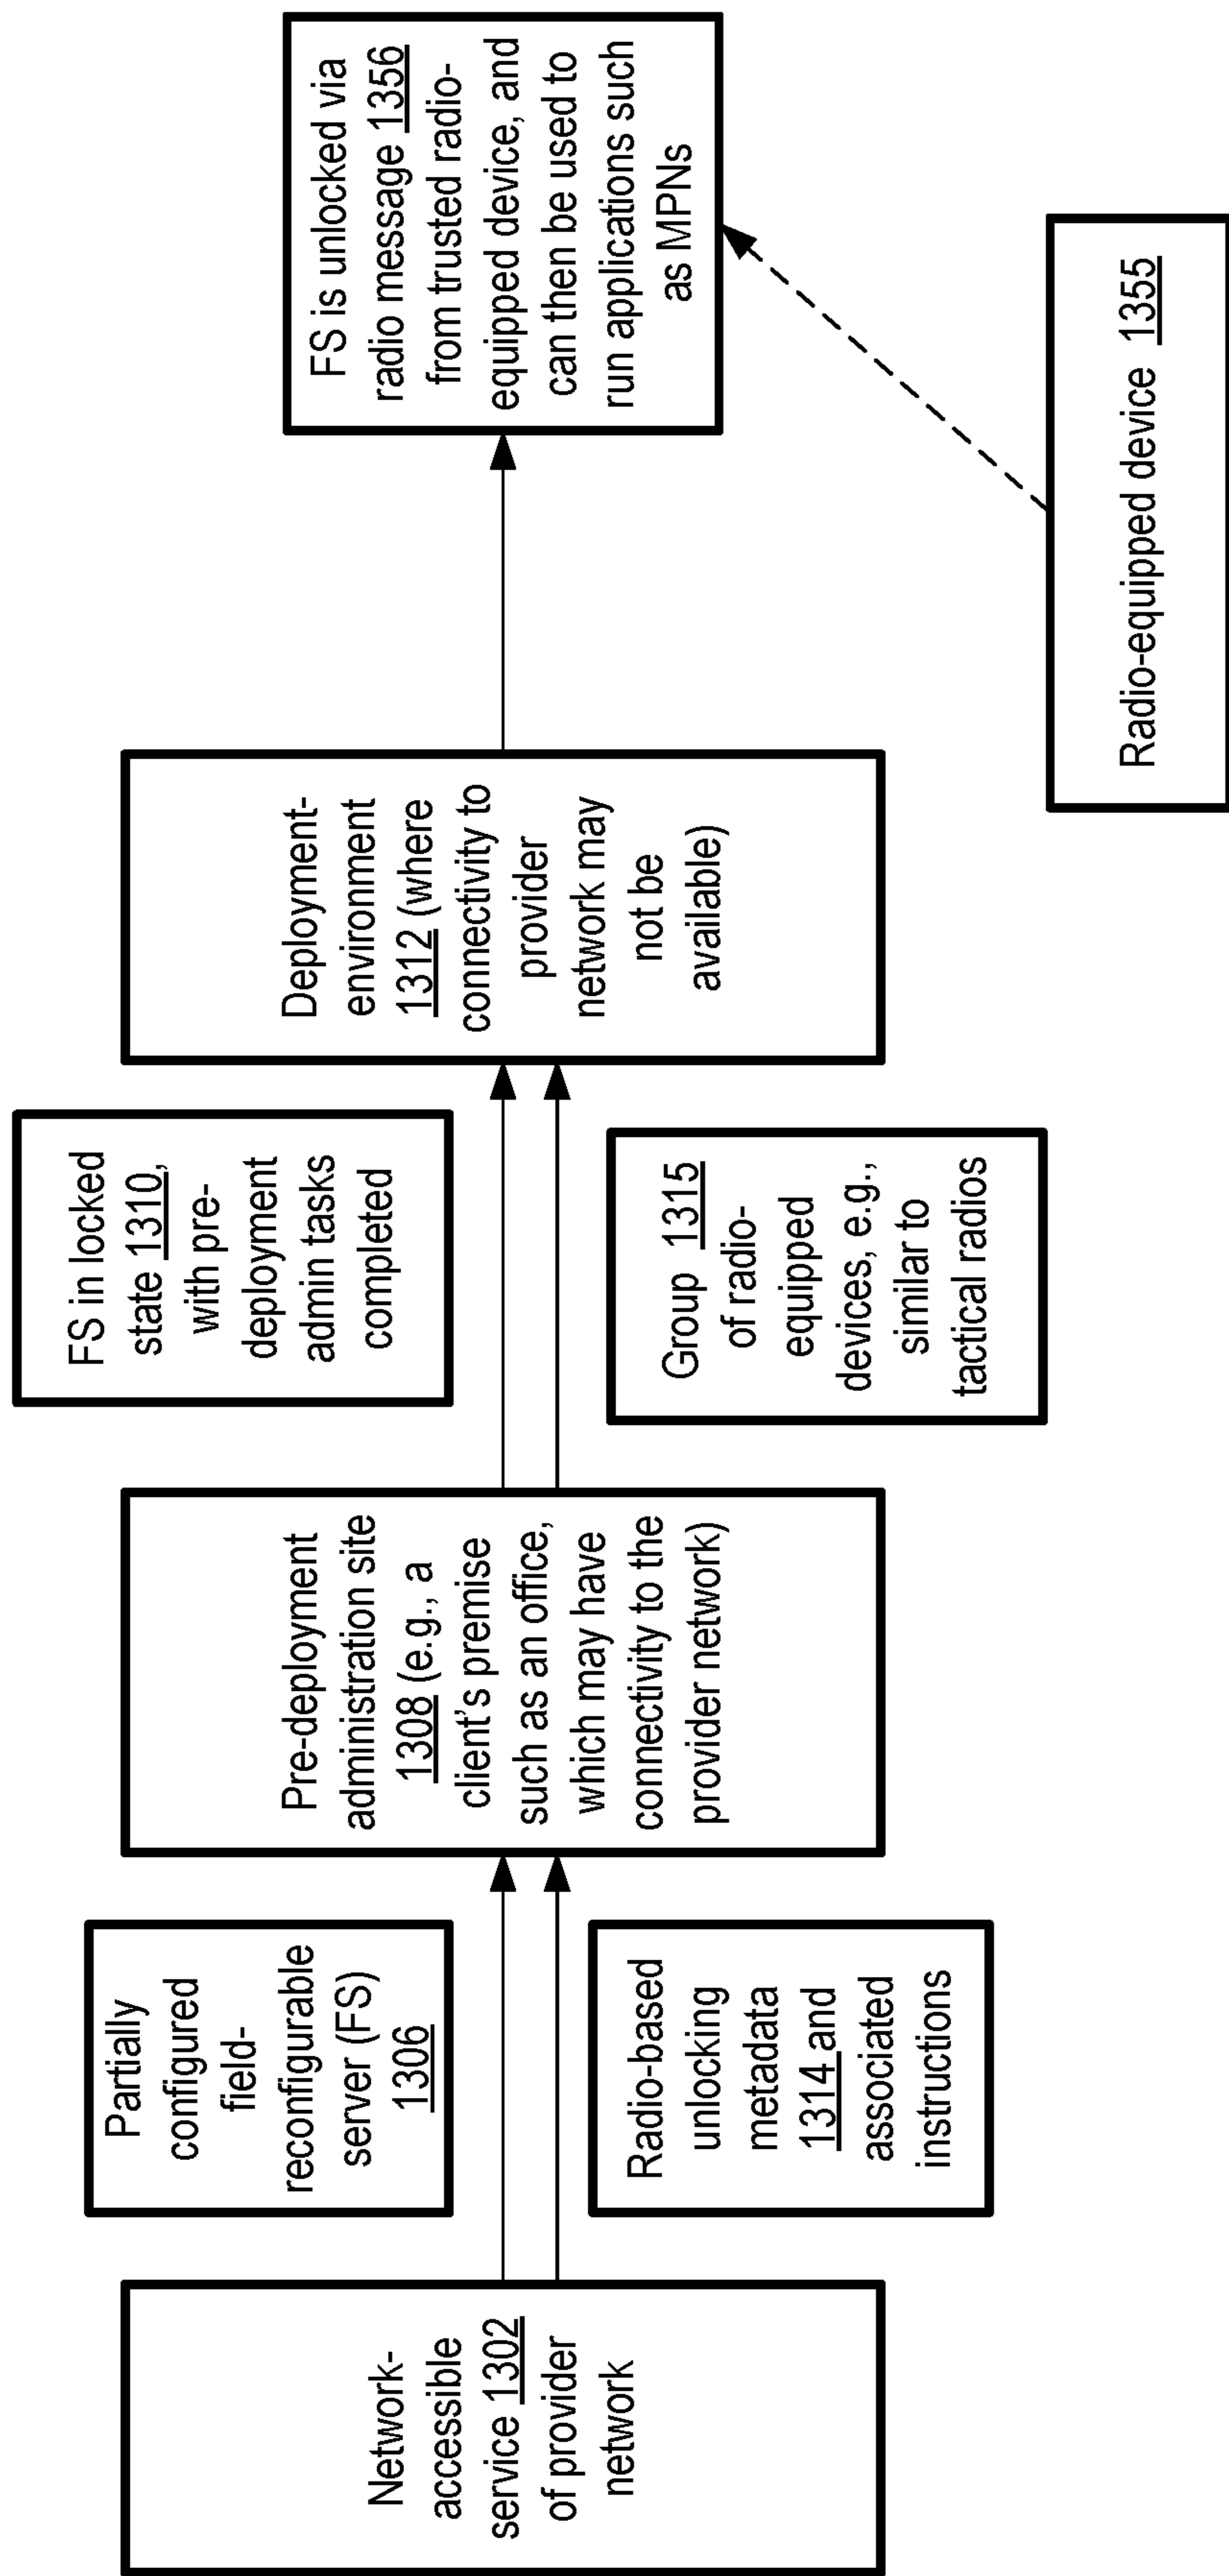 Network-
accessible
service 1302
of provider
network
Partially
configured
field-
reconfigurable
server (FS)
1306
Radio-based
unlocking
metadata
1314 and
associated
instructions
Pre-deployment
administration site
1308 (e.g., a
client's premise
such as an office,
which may have
connectivity to the
provider network)
FS in locked
state 1310,
with pre-
deployment
admin tasks
completed
Group 1315
of radio-
equipped
devices, e.g.,
similar to
tactical radios
Deployment-
environment
1312 (where
connectivity to
provider
network may
not be
available)
FS is unlocked via
radio message 1356
from trusted radio-
equipped device, and
can then be used to
run applications such
as MPNs
Radio-equipped device 1355